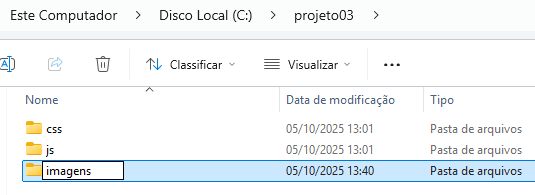 Este Computador > Disco Local (C:) > projeto03 >
Classificar Visualizar ...
Nome Data de modificação Tipo
css 05/10/2025 13:01 Pasta de arquivos
js 05/10/2025 13:01 Pasta de arquivos
imagens 05/10/2025 13:40 Pasta de arquivos